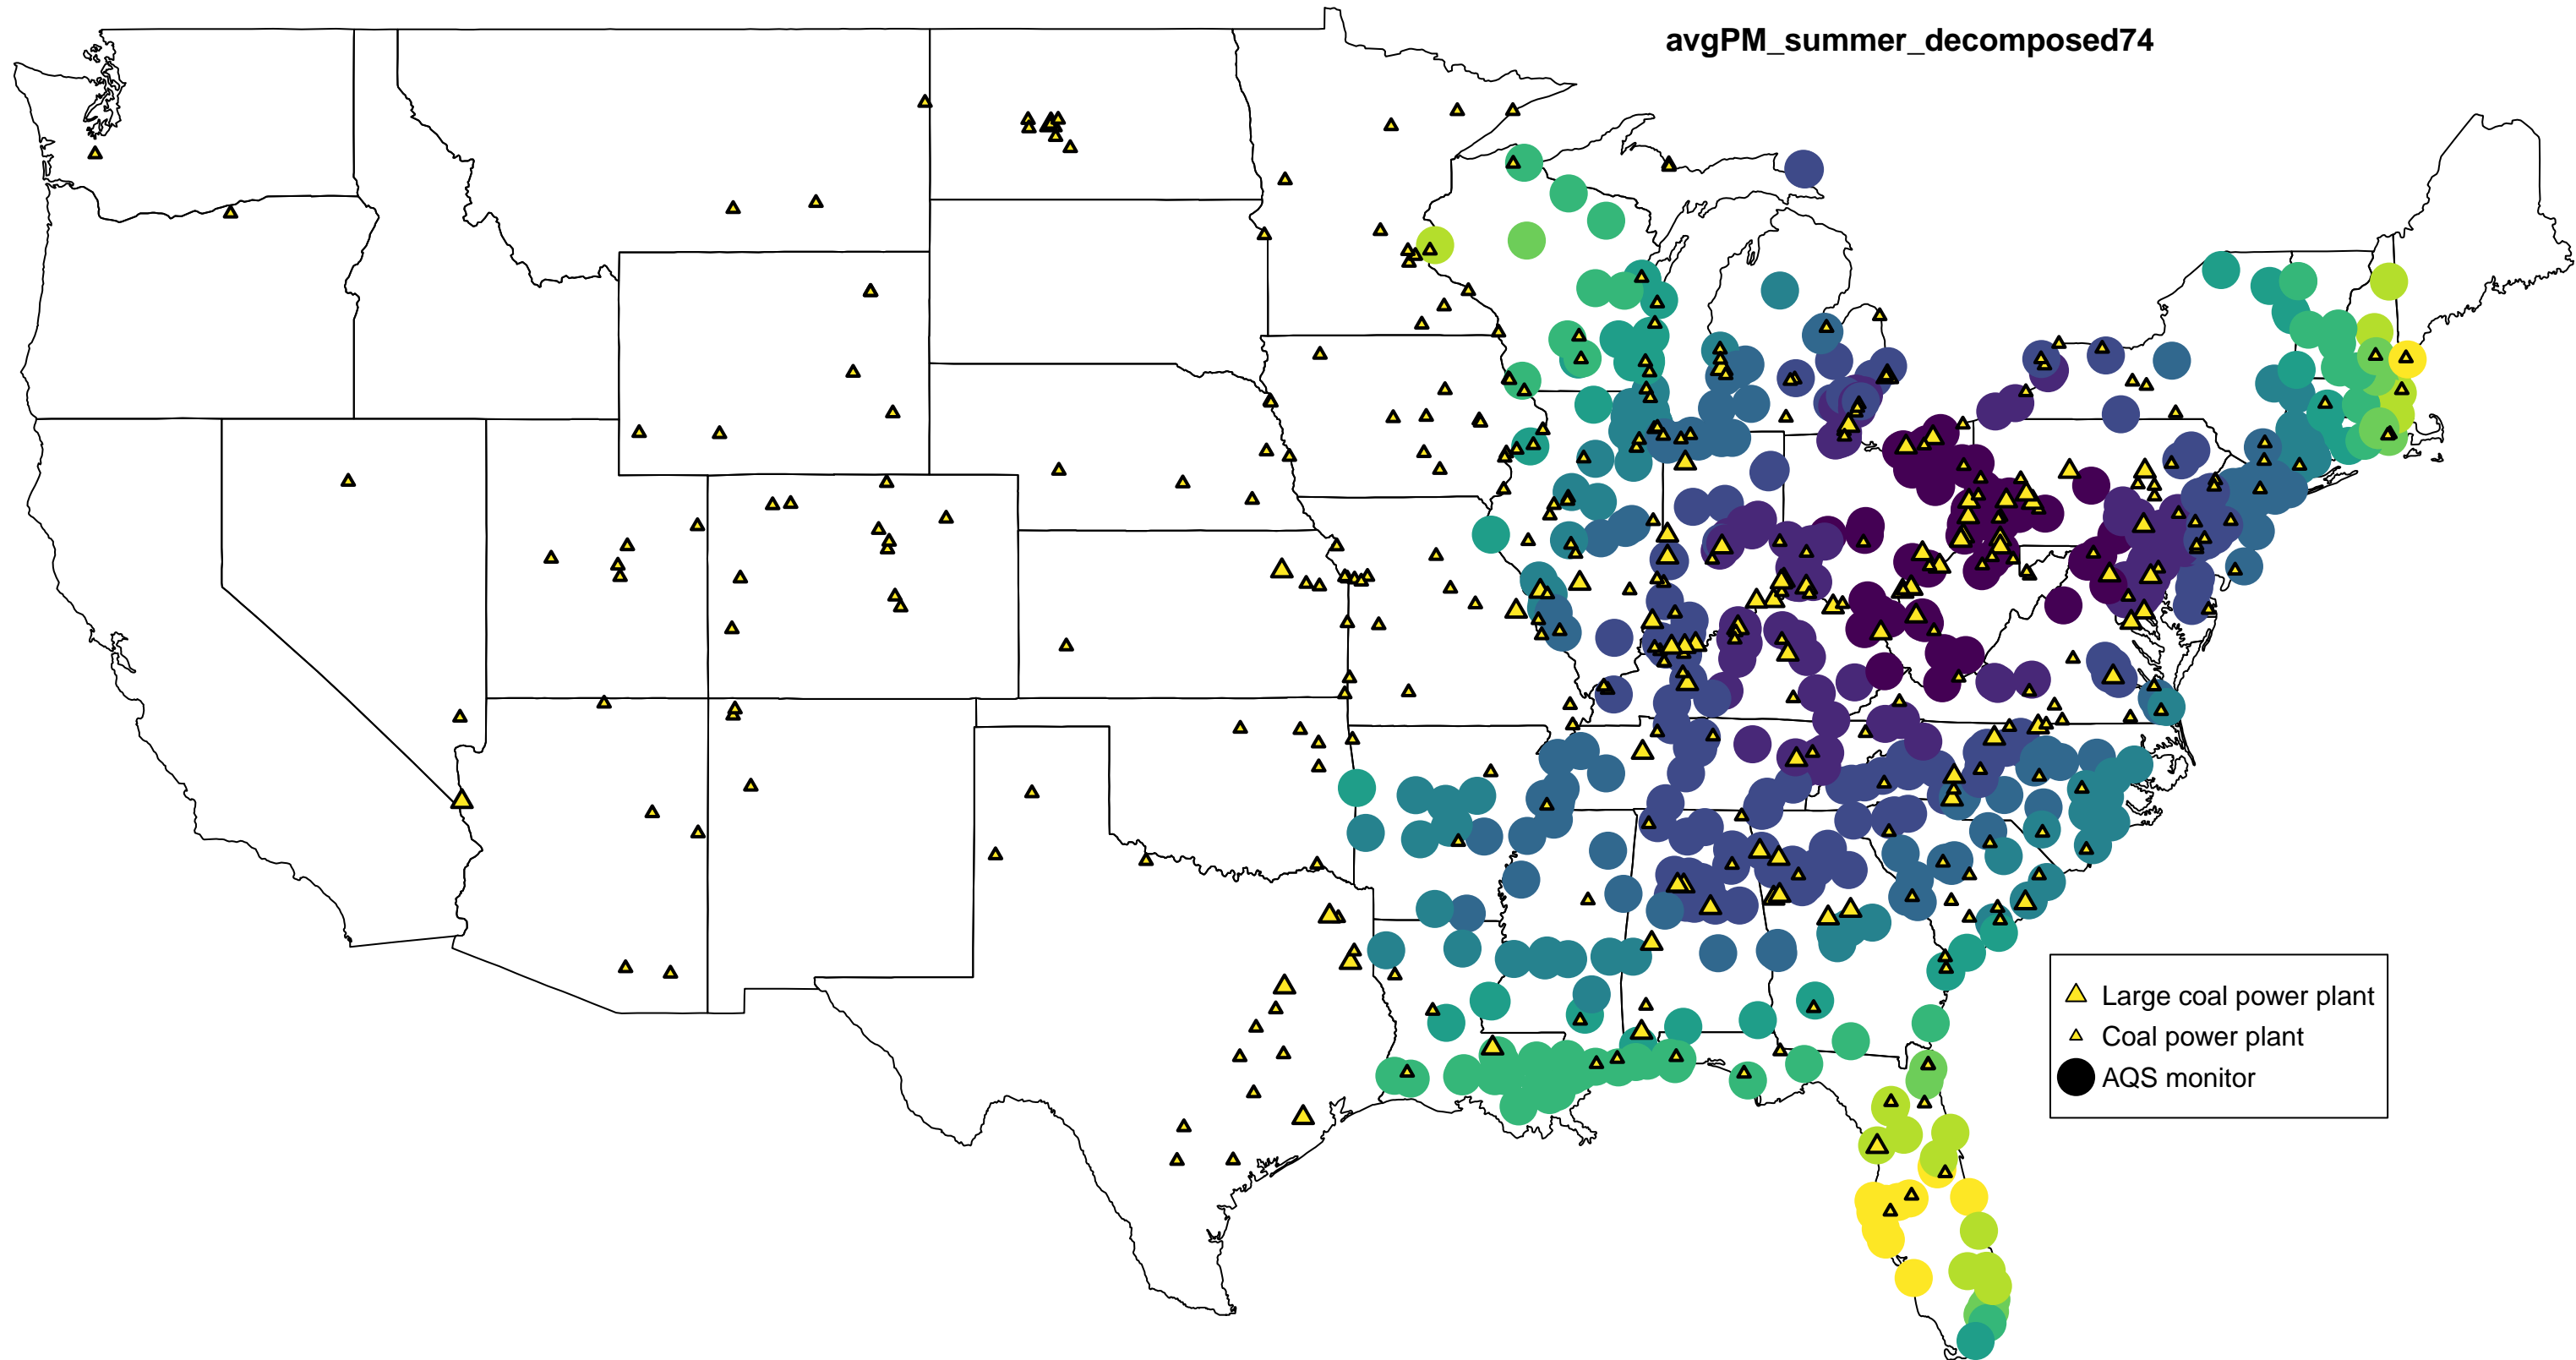 avgPM_summer_decomposed74
Large coal power plant
Coal power plant
AQS monitor